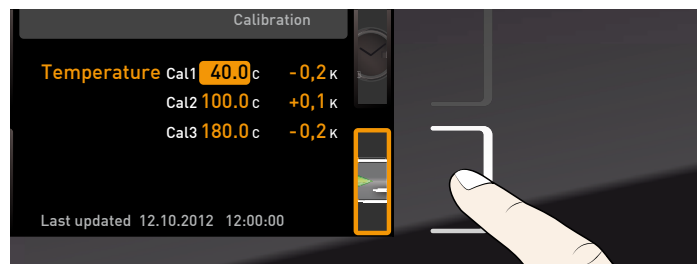 Calibration
Temperature Cal1 40.0 c -0,2 K
Cal2 100.0 c +0,1 K
Cal3 180.0 c -0,2 K
Last updated 12.10.2012 12:00:00